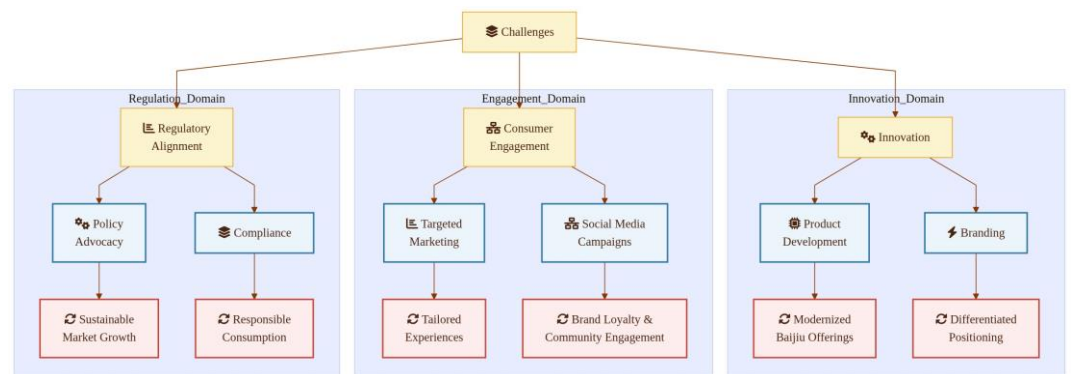 Challenges
Regulation_Domain
Engagement_Domain
Innovation_Domain
Regulatory
Alignment
Consumer
Engagement
Innovation
Policy
Advocacy
Compliance
Targeted
Marketing
Social Media
Campaigns
Product
Development
Branding
Sustainable
Market Growth
Responsible
Consumption
Tailored
Experiences
Brand Loyalty &
Community Engagement
Modernized
Baijiu Offerings
Differentiated
Positioning